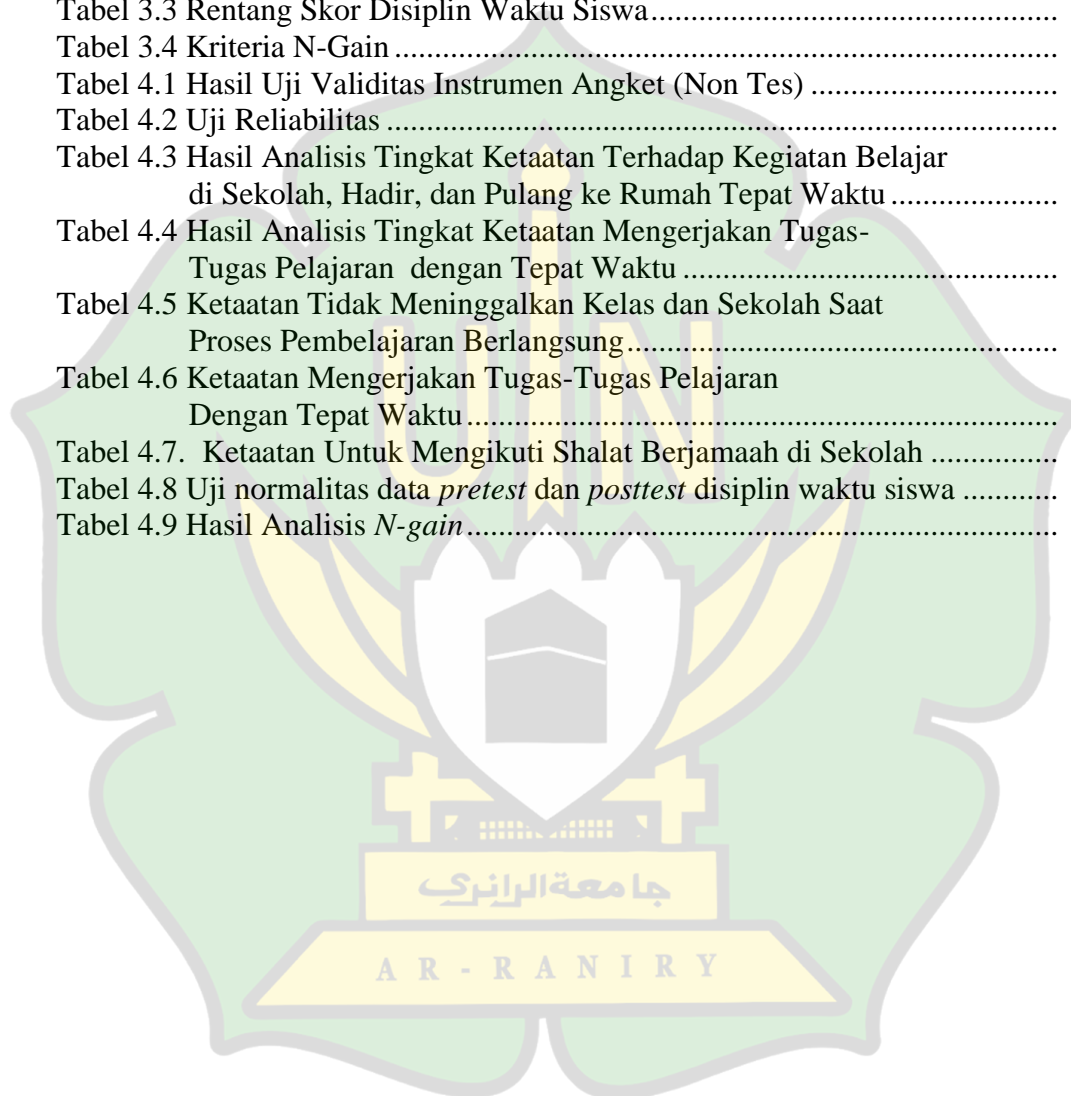 Tabel 3.3 Rentang Skor Disiplin Waktu Siswa................................................
Tabel 3.4 Kriteria N-Gain....................................................................................
Tabel 4.1 Hasil Uji Validitas Instrumen Angket (Non Tes) ...............................
Tabel 4.2 Uji Reliabilitas.....................................................................................
Tabel 4.3 Hasil Analisis Tingkat Ketaatan Terhadap Kegiatan Belajar
di Sekolah, Hadir, dan Pulang ke Rumah Tepat Waktu.....................
Tabel 4.4 Hasil Analisis Tingkat Ketaatan Mengerjakan Tugas-
Tugas Pelajaran dengan Tepat Waktu................................................
Tabel 4.5 Ketaatan Tidak Meninggalkan Kelas dan Sekolah Saat
Proses Pembelajaran Berlangsung.......................................................
Tabel 4.6 Ketaatan Mengerjakan Tugas-Tugas Pelajaran
Dengan Tepat Waktu...........................................................................
Tabel 4.7. Ketaatan Untuk Mengikuti Shalat Berjamaah di Sekolah ................
Tabel 4.8 Uji normalitas data pretest dan posttest disiplin waktu siswa ............
Tabel 4.9 Hasil Analisis N-gain...........................................................................
UIN
جامعة الرانري
AR-RANIRY